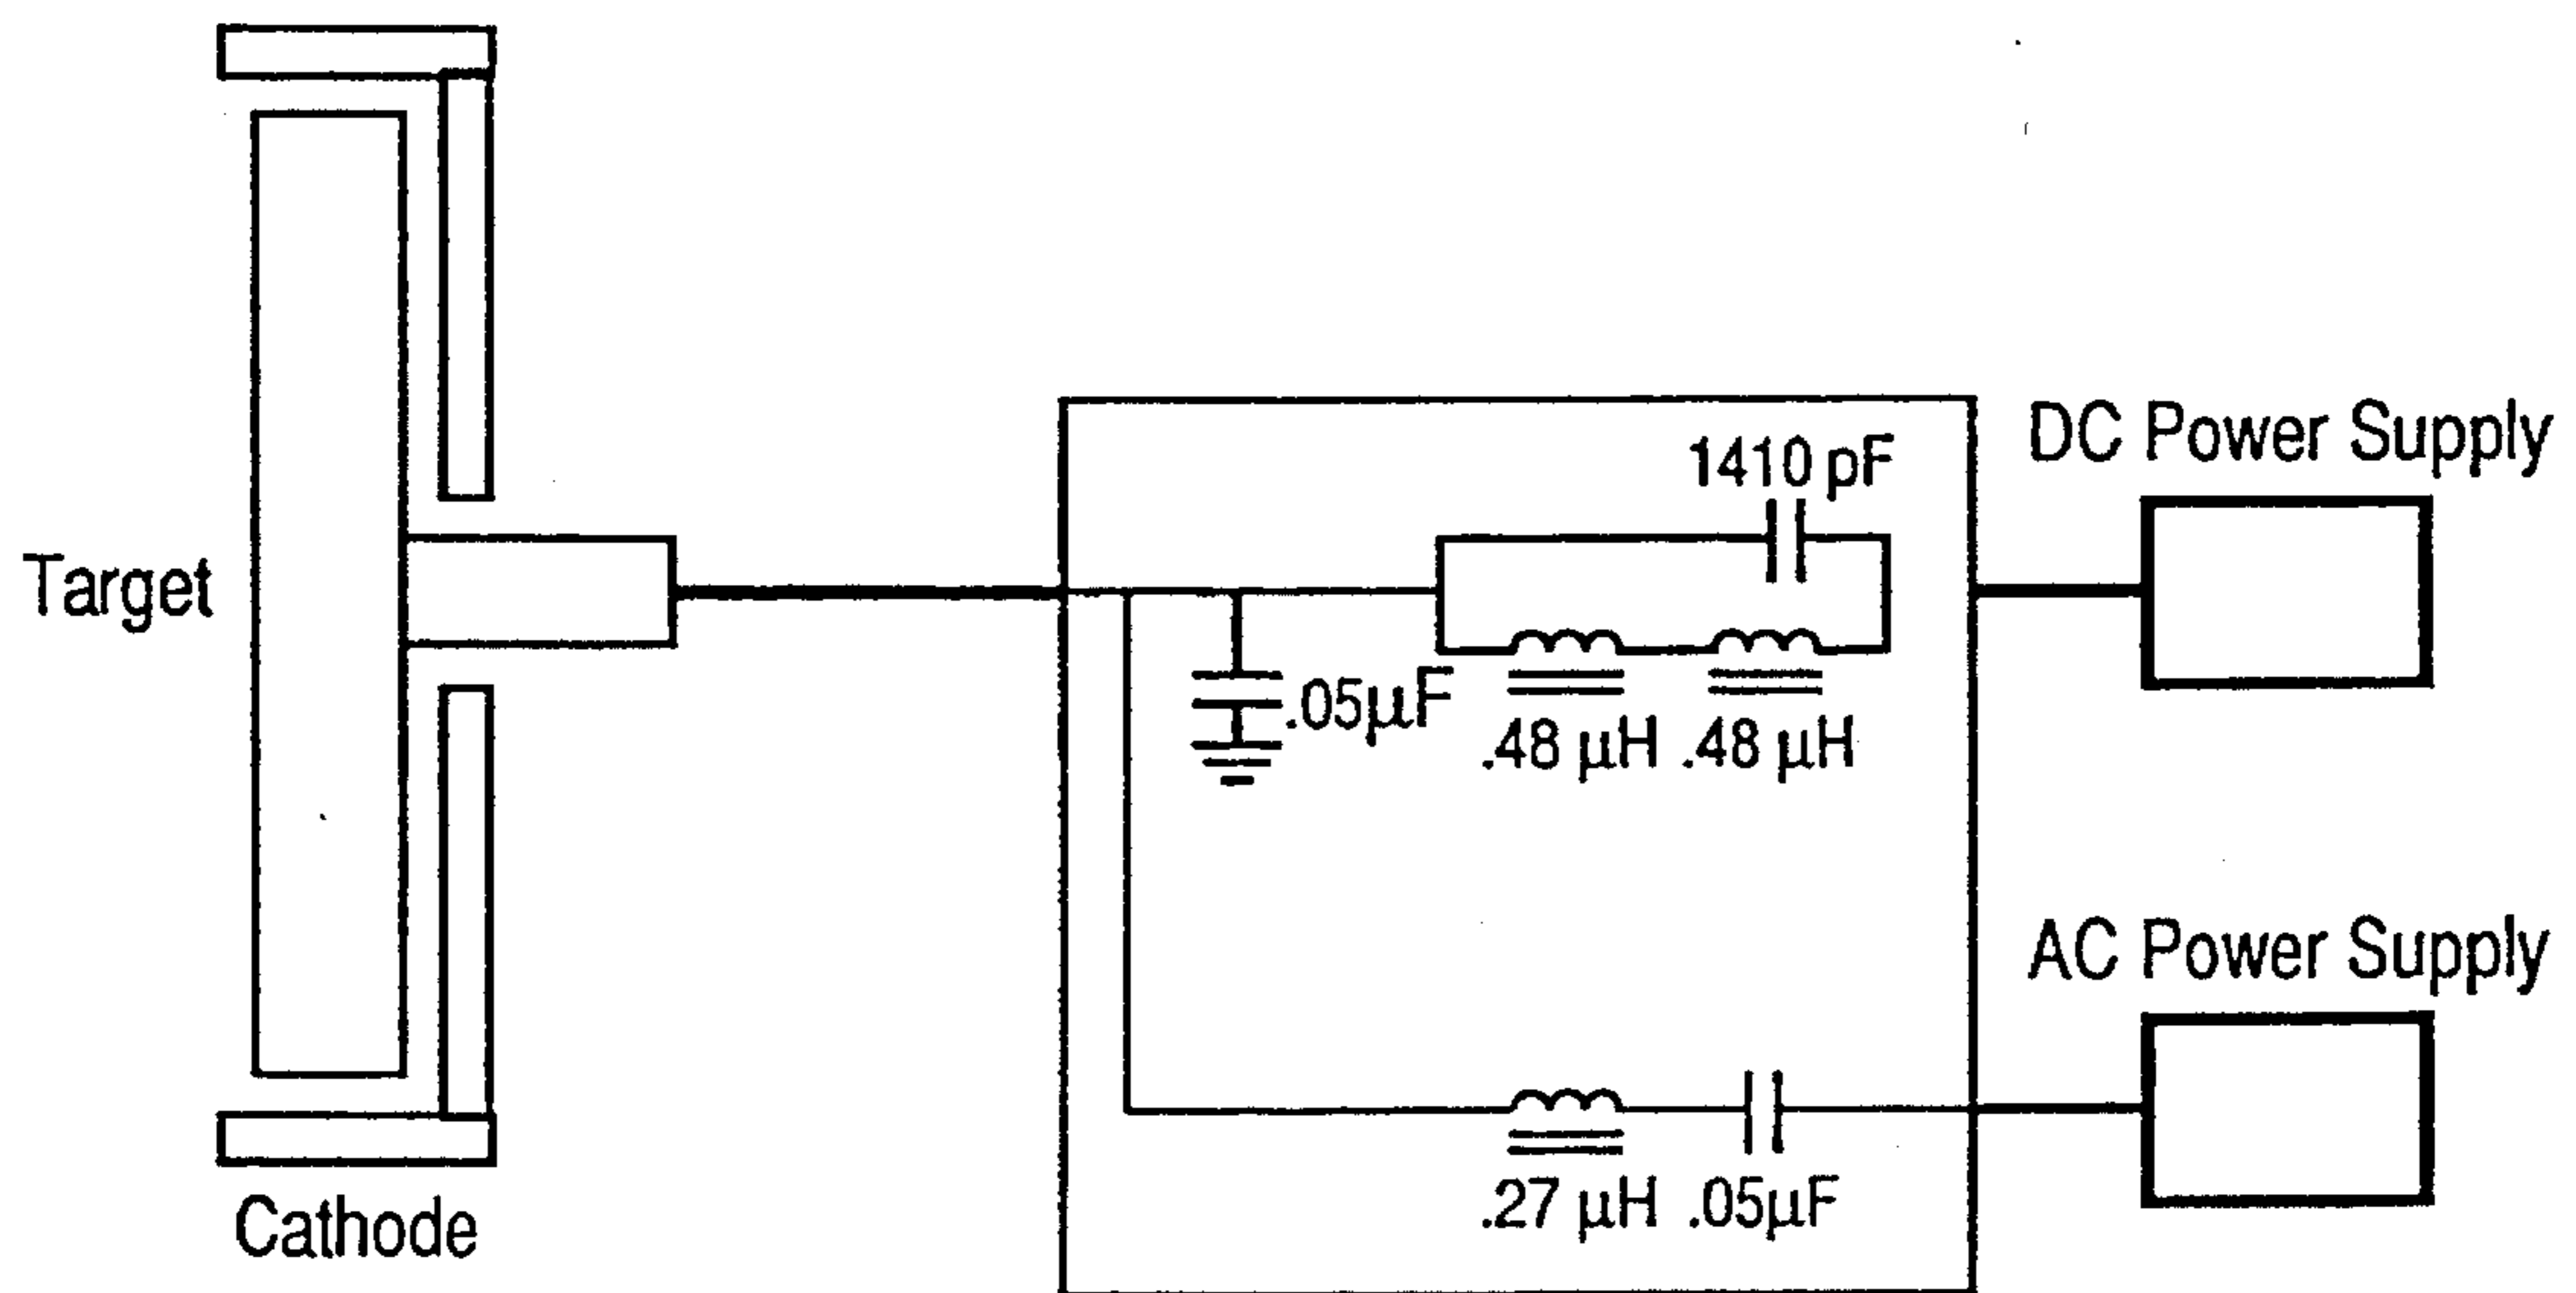 DC Power Supply
1410 pF
Target
.05µF
.48 µH .48 µH
AC Power Supply
.27 µH .05µF
Cathode